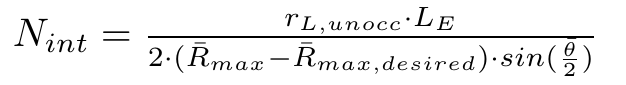 $N_{int} = \frac{r_{L,unocc} \cdot L_E}{2 \cdot (\bar{R}_{max} - \bar{R}_{max,desired}) \cdot sin(\frac{\bar{\theta}}{2})}$